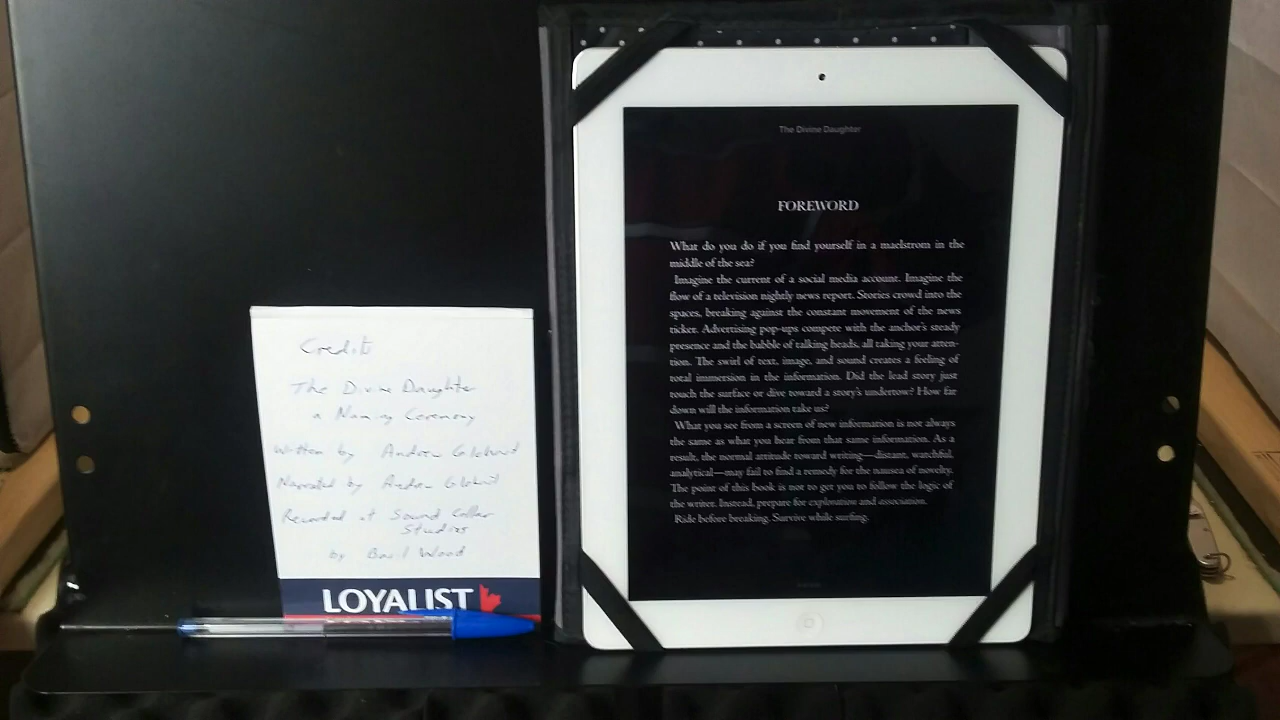 Credits
The Divine Daughter
a Naming Ceremony
Written by Andrew
Narrated by Andrew
Recorded at Sound Cellar
Studios
by Basil Wood
LOYALIST
The Divine Daughter
FOREWORD
What do you do if you find yourself in a maelstrom in the
middle of the sea?
Imagine the current of a social media account. Imagine the
flow of a television nightly news report. Stories crowd into the
spaces, breaking against the constant movement of the news
ticker. Advertising pop-ups compete with the anchor's steady
presence and the babble of talking heads, all taking your atten-
tion. The swirl of text, image, and sound creates a feeling of
total immersion in the information. Did the lead story just
touch the surface or dive toward a story's undertow? How far
down will the information take us?
What you see from a screen of new information is not always
the same as what you hear from that same information. As a
result, the normal attitude toward writing—distant, watchful,
analytical—may fail to find a remedy for the nausea of novelty.
The point of this book is not to get you to follow the logic of
the writer. Instead, prepare for exploration and association.
Ride before breaking. Survive while surfing.